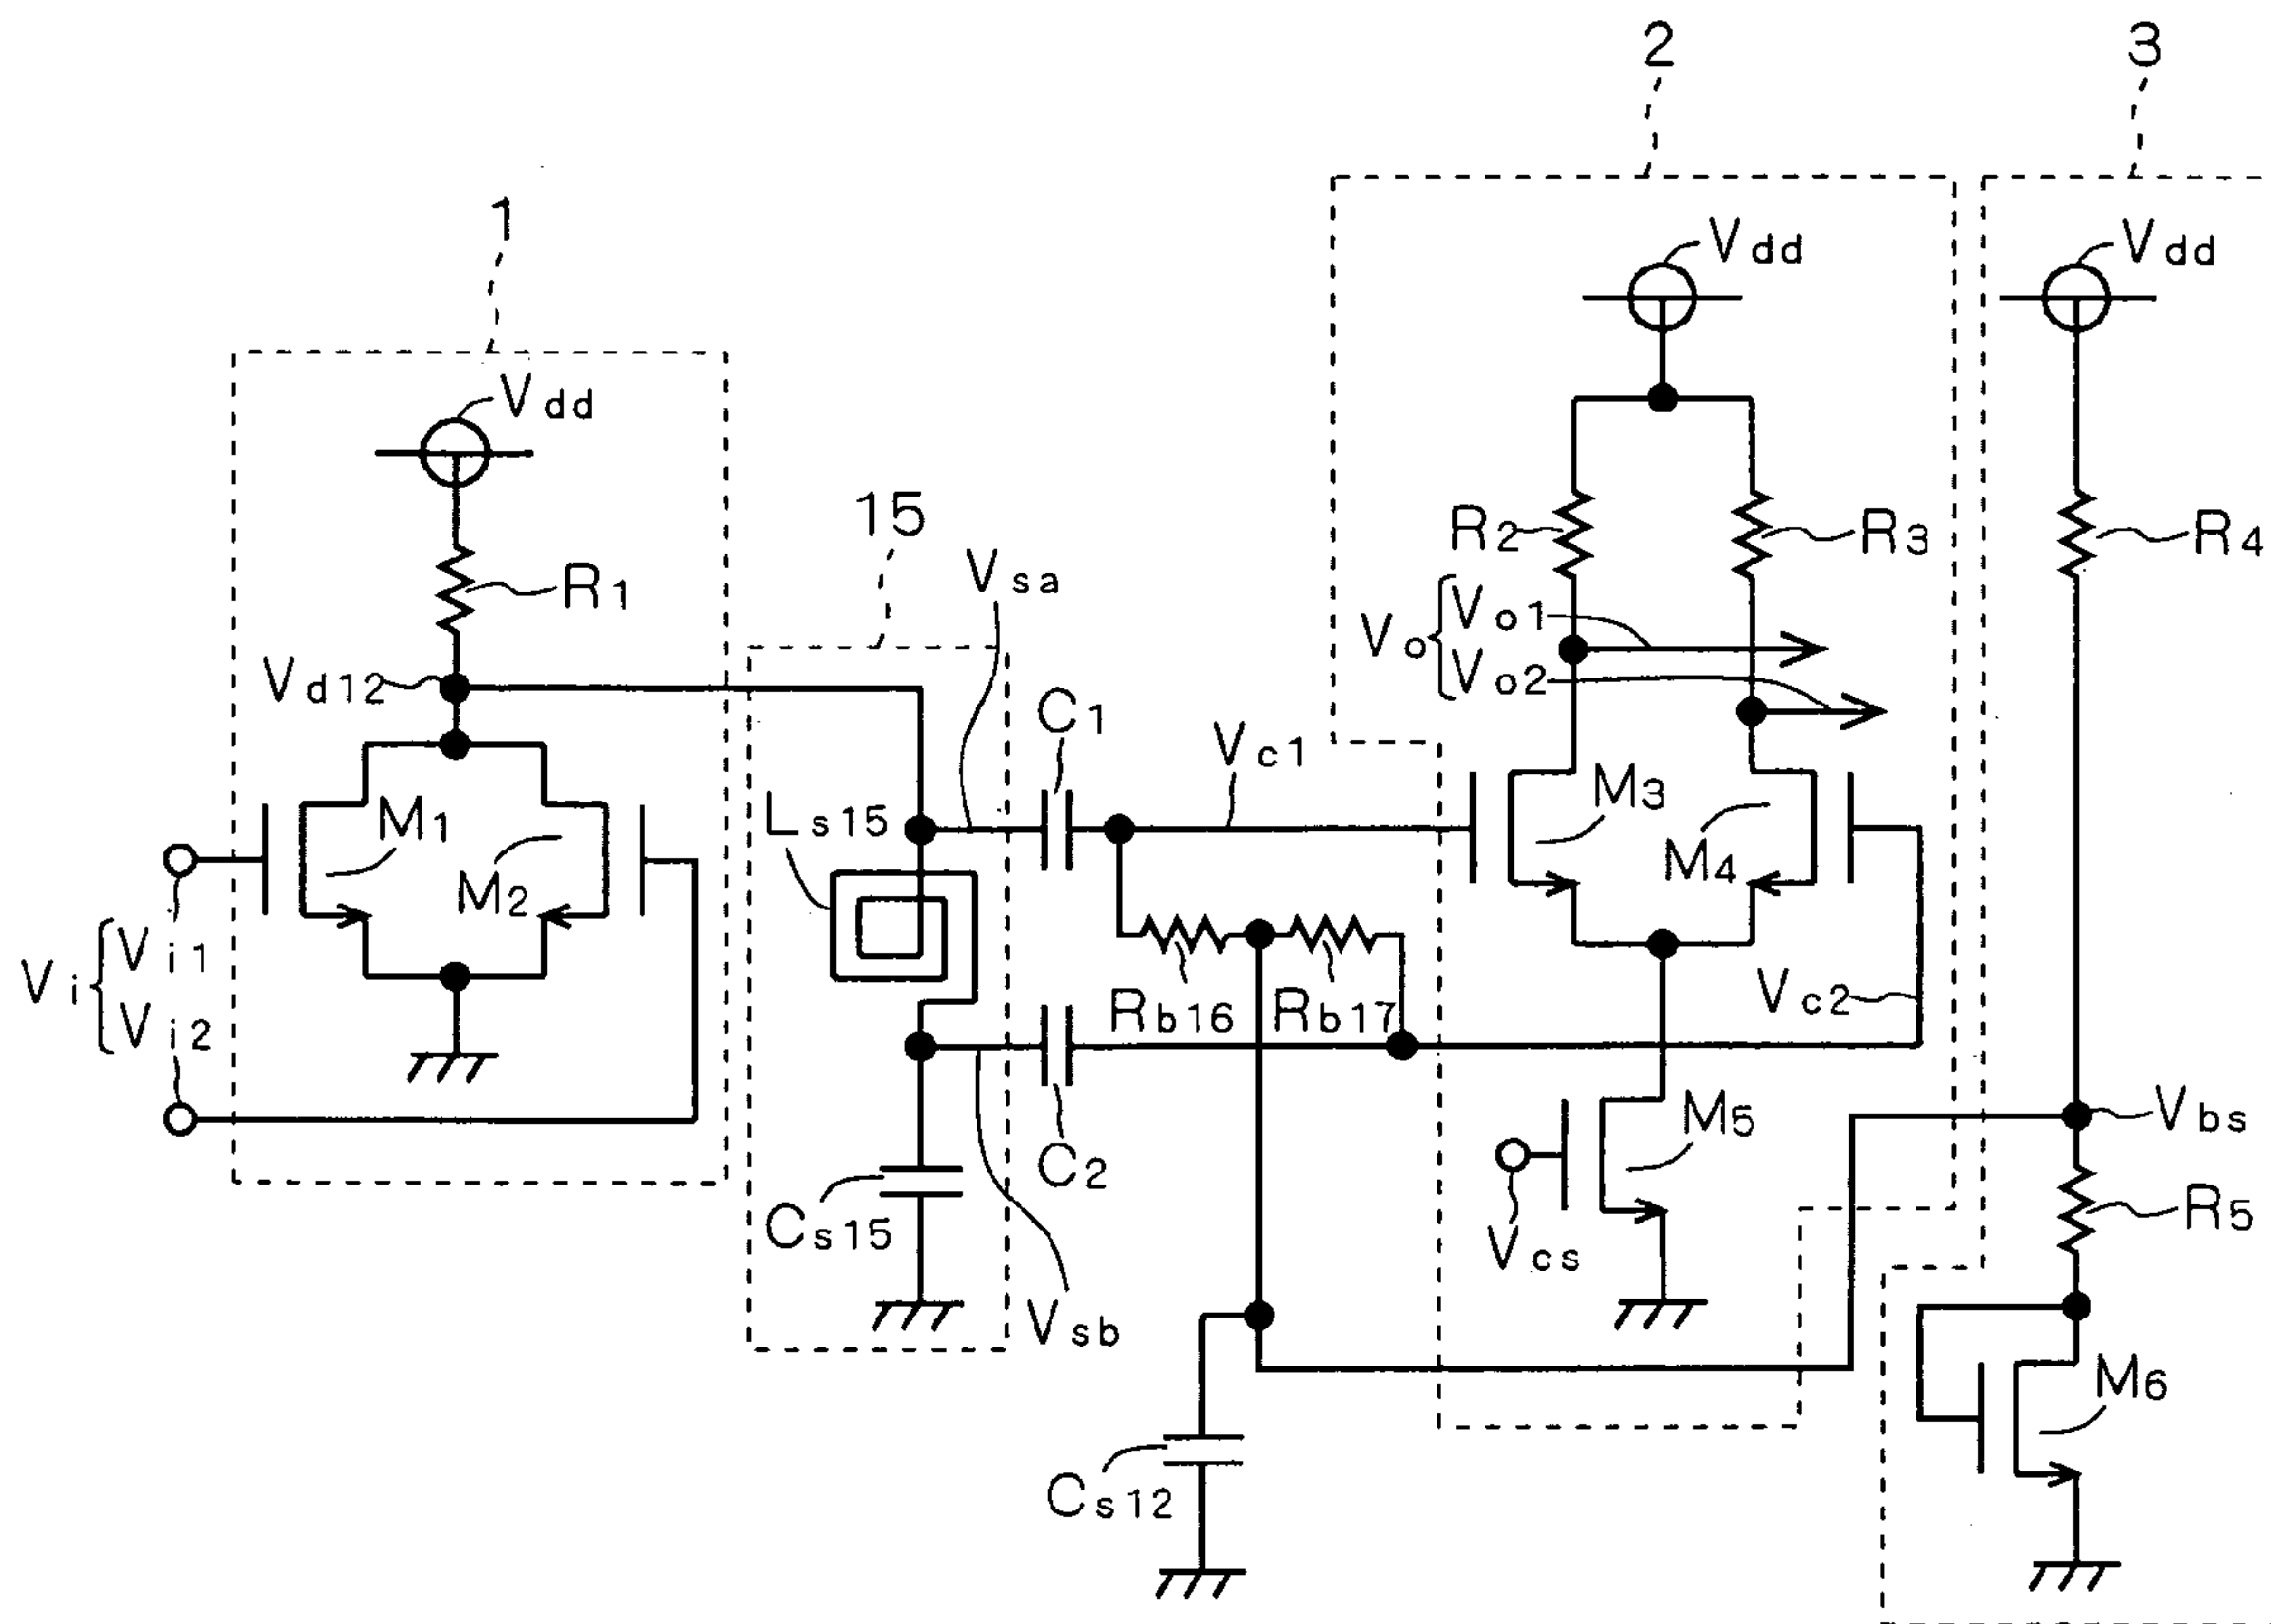 2
3
1
Vdd
Vdd
Vdd
15
R2
R3
R4
Vsa
R1
Vo
Vo1
Vo2
Vd12
C1
Vc1
M3
Ls15
M1
M4
M2
Vi
Vi1
Vi2
Rb16
Rb17
Vc2
Vbs
M5
C2
Cs15
Vcs
R5
Vsb
M6
Cs12